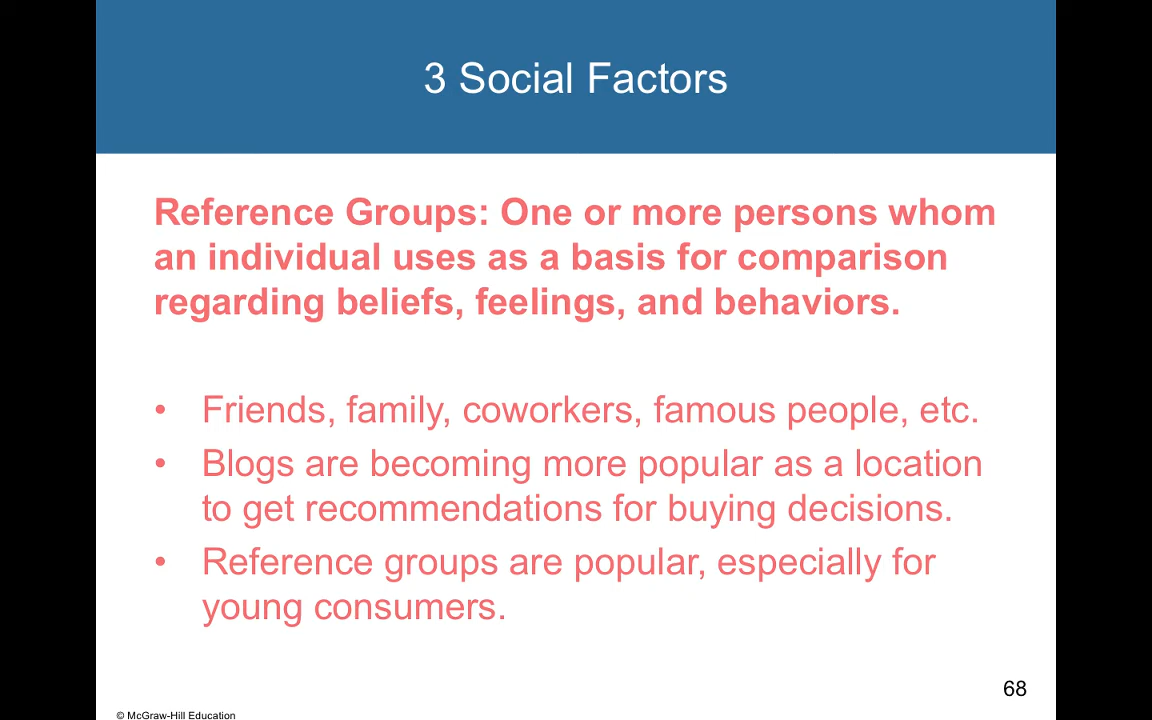 3 Social Factors
Reference Groups: One or more persons whom
an individual uses as a basis for comparison
regarding beliefs, feelings, and behaviors.
• Friends, family, coworkers, famous people, etc.
• Blogs are becoming more popular as a location
to get recommendations for buying decisions.
• Reference groups are popular, especially for
young consumers.
68
© McGraw-Hill Education